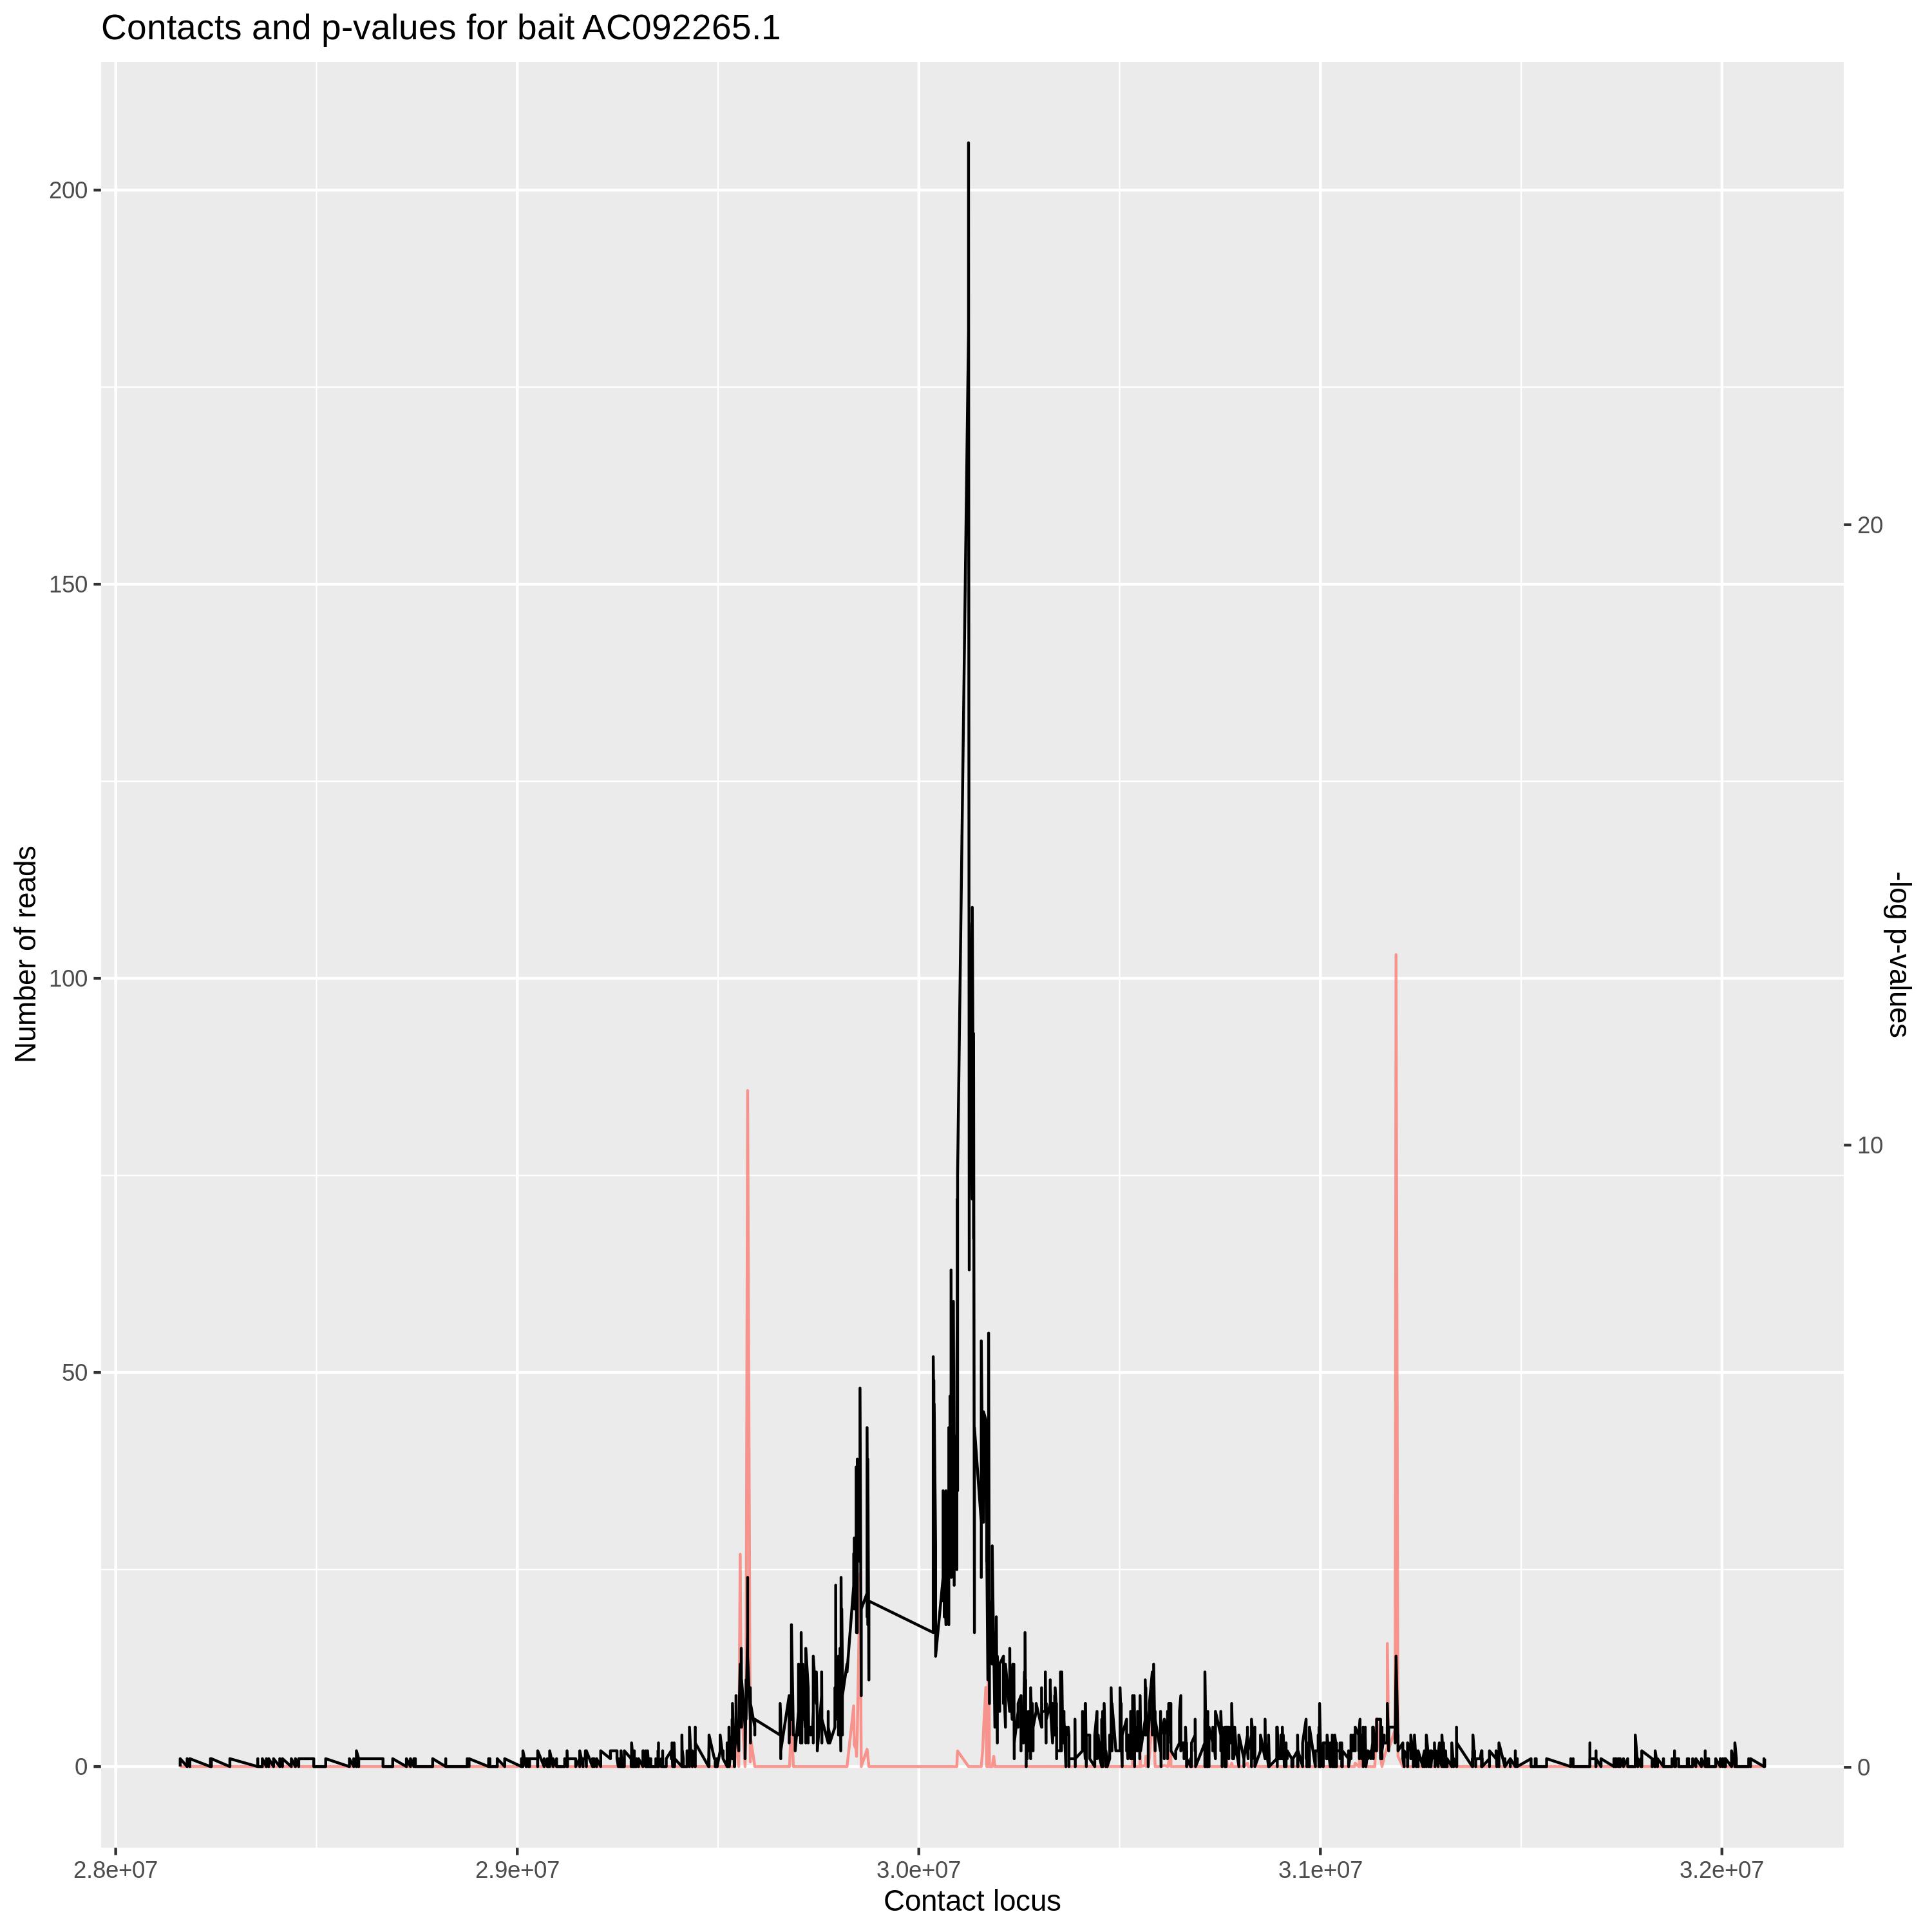 Contacts and p-values for bait AC092265.1
200
150
100
50
0
Number of reads
20
10
0
-log p-values
2.8e+07
2.9e+07
3.0e+07
3.1e+07
3.2e+07
Contact locus